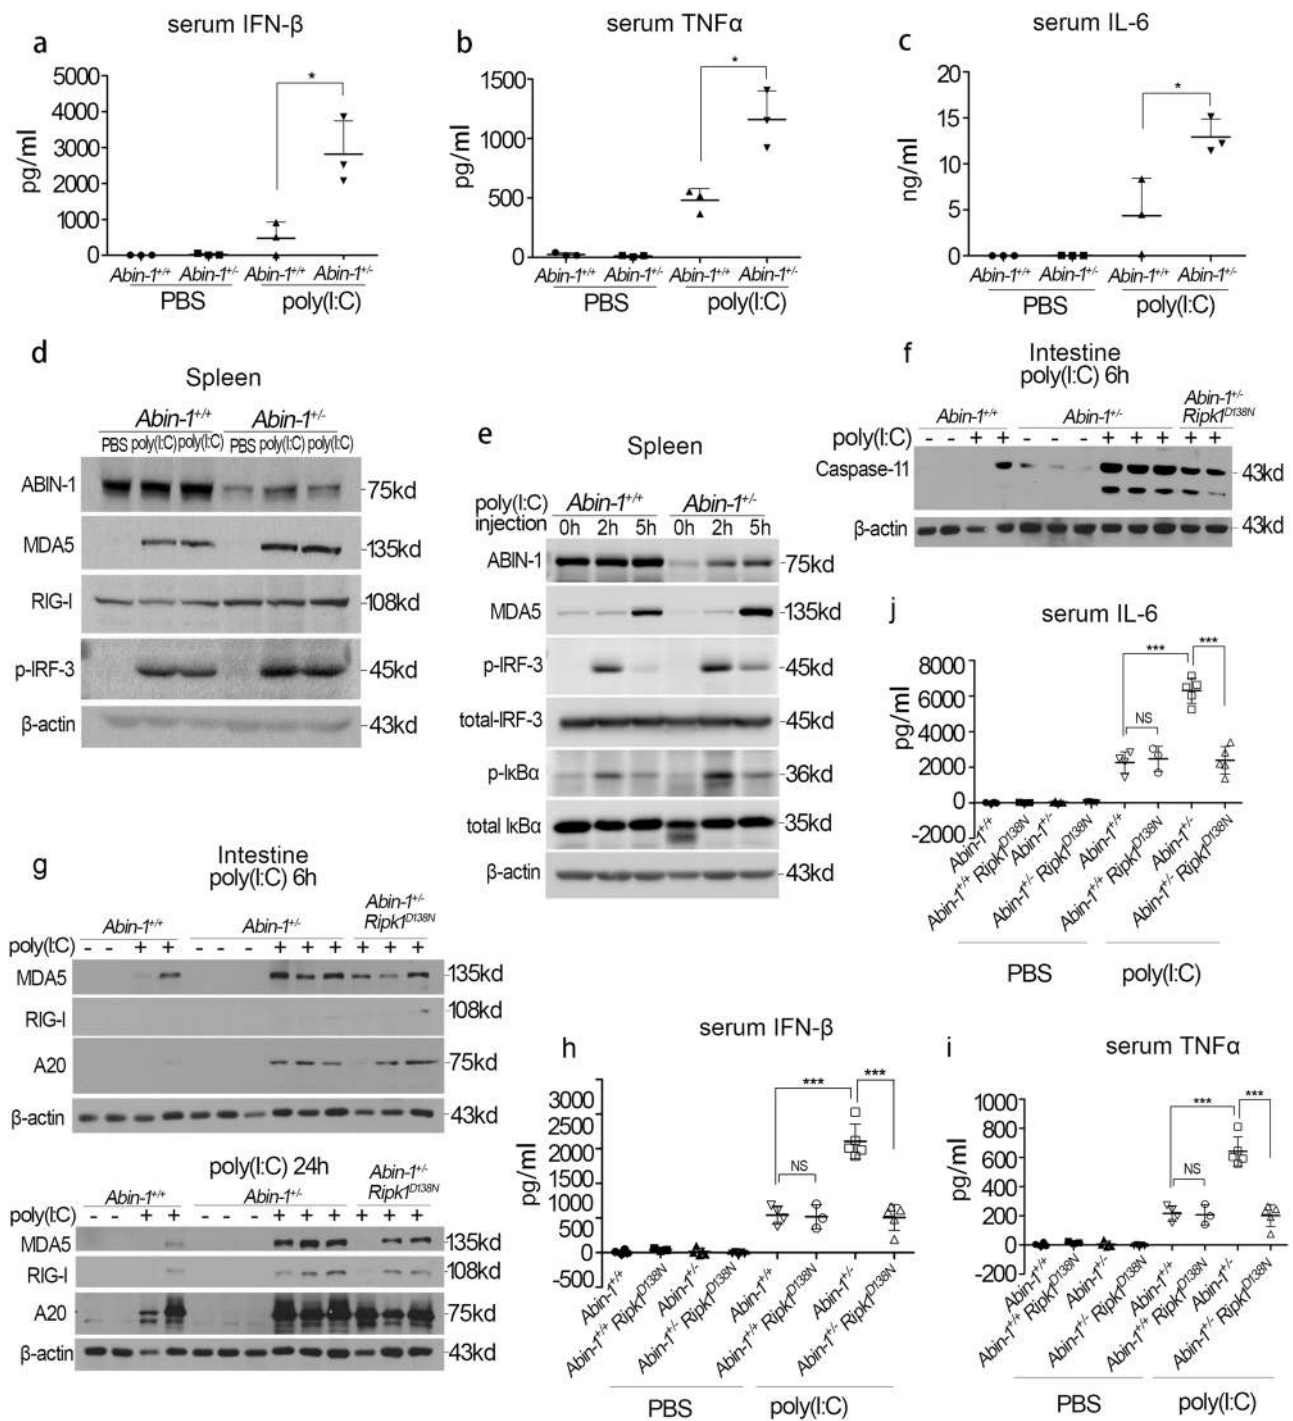 a
serum IFN-β
pg/ml
5000
4000
3000
2000
1000
0
*
Abin-1+/+ Abin-1+/- Abin-1+/+ Abin-1+/-
PBS poly(I:C)
b
serum TNFα
pg/ml
1500
1000
500
0
*
Abin-1+/+ Abin-1+/- Abin-1+/+ Abin-1+/-
PBS poly(I:C)
c
serum IL-6
ng/ml
20
15
10
5
0
*
Abin-1+/+ Abin-1+/- Abin-1+/+ Abin-1+/-
PBS poly(I:C)
d
Spleen
Abin-1+/+ Abin-1+/-
PBS poly(I:C) poly(I:C) PBS poly(I:C) poly(I:C)
ABIN-1 75kd
MDA5 135kd
RIG-I 108kd
p-IRF-3 45kd
β-actin 43kd
e
Spleen
poly(I:C) injection
Abin-1+/+ Abin-1+/-
0h 2h 5h 0h 2h 5h
ABIN-1 75kd
MDA5 135kd
p-IRF-3 45kd
total-IRF-3 45kd
p-IκBα 36kd
total IκBα 35kd
β-actin 43kd
f
Intestine
poly(I:C) 6h
Abin-1+/+ Abin-1+/- Abin-1+/- Ripk1D138N
poly(I:C) - - + + - - - + + + + +
Caspase-11 43kd
β-actin 43kd
g
Intestine
poly(I:C) 6h
Abin-1+/+ Abin-1+/- Abin-1+/- Ripk1D138N
poly(I:C) - - + + - - - + + + + + +
MDA5 135kd
RIG-I 108kd
A20 75kd
β-actin 43kd
poly(I:C) 24h
Abin-1+/+ Abin-1+/- Abin-1+/- Ripk1D138N
poly(I:C) - - + + - - - + + + + + +
MDA5 135kd
RIG-I 108kd
A20 75kd
β-actin 43kd
h
serum IFN-β
pg/ml
3000
2500
2000
1500
1000
500
0
-500
*** ***
NS
Abin-1+/+
Abin-1+/+ Ripk1D138N
Abin-1+/-
Abin-1+/- Ripk1D138N
Abin-1+/+
Abin-1+/+ Ripk1D138N
Abin-1+/-
Abin-1+/- Ripk1D138N
PBS poly(I:C)
i
serum TNFα
pg/ml
1000
800
600
400
200
0
-200
*** ***
NS
Abin-1+/+
Abin-1+/+ Ripk1D138N
Abin-1+/-
Abin-1+/- Ripk1D138N
Abin-1+/+
Abin-1+/+ Ripk1D138N
Abin-1+/-
Abin-1+/- Ripk1D138N
PBS poly(I:C)
j
serum IL-6
pg/ml
8000
6000
4000
2000
0
-2000
*** ***
NS
Abin-1+/+
Abin-1+/+ Ripk1D138N
Abin-1+/-
Abin-1+/- Ripk1D138N
Abin-1+/+
Abin-1+/+ Ripk1D138N
Abin-1+/-
Abin-1+/- Ripk1D138N
PBS poly(I:C)